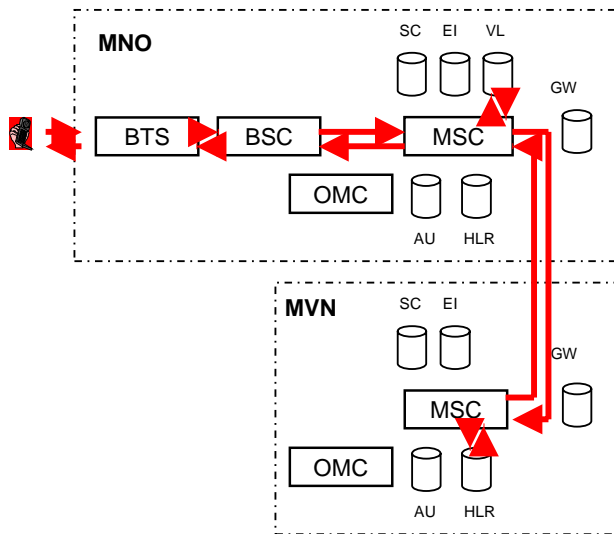 SC EI VL
MNO
GW
BTS BSC MSC
OMC
AU HLR
SC EI
MVN
GW
MSC
OMC
AU HLR